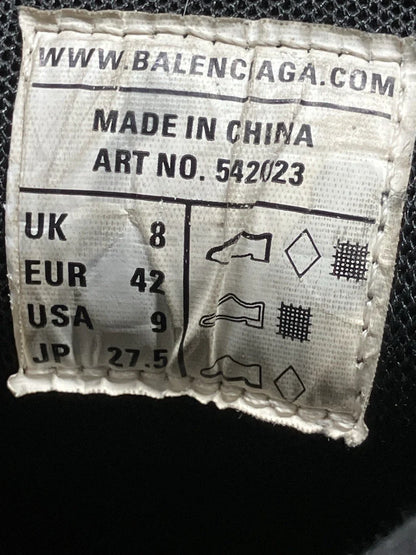 WWW.BALENCIAGA.COM
MADE IN CHINA
ART NO. 542023
UK 8
EUR 42
USA 9
JP 27.5